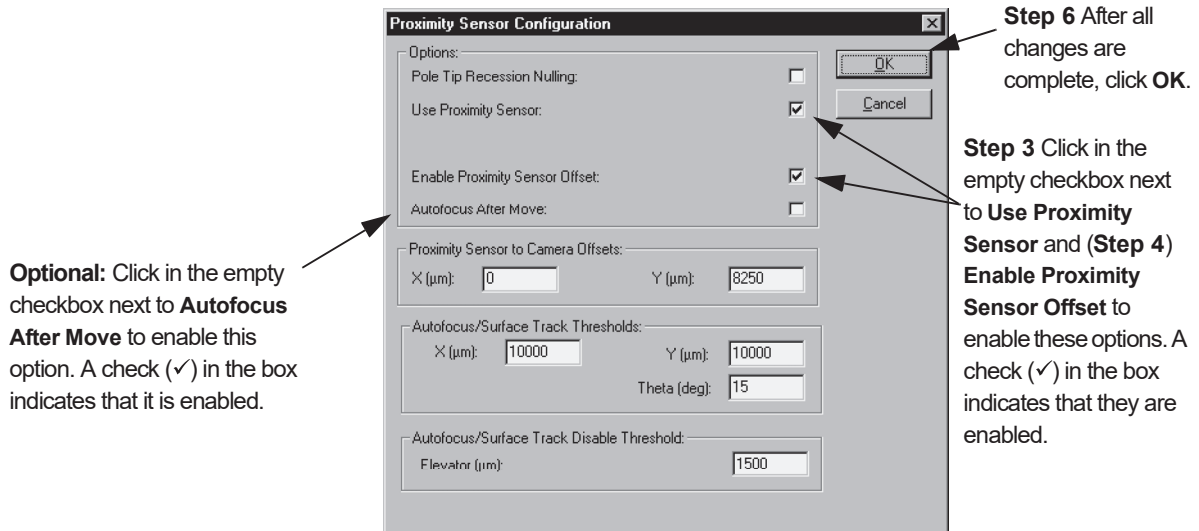 Proximity Sensor Configuration
Options:
Pole Tip Recession Nulling:
Use Proximity Sensor:
Enable Proximity Sensor Offset:
Autofocus After Move:
OK
Cancel
Proximity Sensor to Camera Offsets:
X (µm): 0 Y (µm): 8250
Autofocus/Surface Track Thresholds:
X (µm): 10000 Y (µm): 10000
Theta (deg): 15
Autofocus/Surface Track Disable Threshold:
Elevator (µm): 1500
Step 6 After all
changes are
complete, click OK.
Step 3 Click in the
empty checkbox next
to Use Proximity
Sensor and (Step 4)
Enable Proximity
Sensor Offset to
enable these options. A
check (✓) in the box
indicates that they are
enabled.
Optional: Click in the empty
checkbox next to Autofocus
After Move to enable this
option. A check (✓) in the box
indicates that it is enabled.